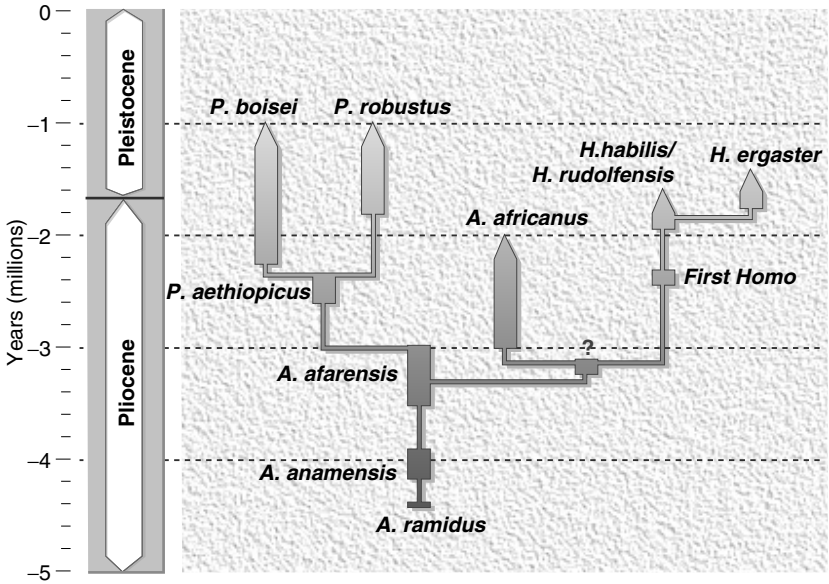 0
–1
–2
–3
–4
–5
Years (millions)
Pleistocene
Pliocene
P. boisei
P. robustus
H.habilis/
H. rudolfensis
H. ergaster
A. africanus
First Homo
P. aethiopicus
?
A. afarensis
A. anamensis
A. ramidus